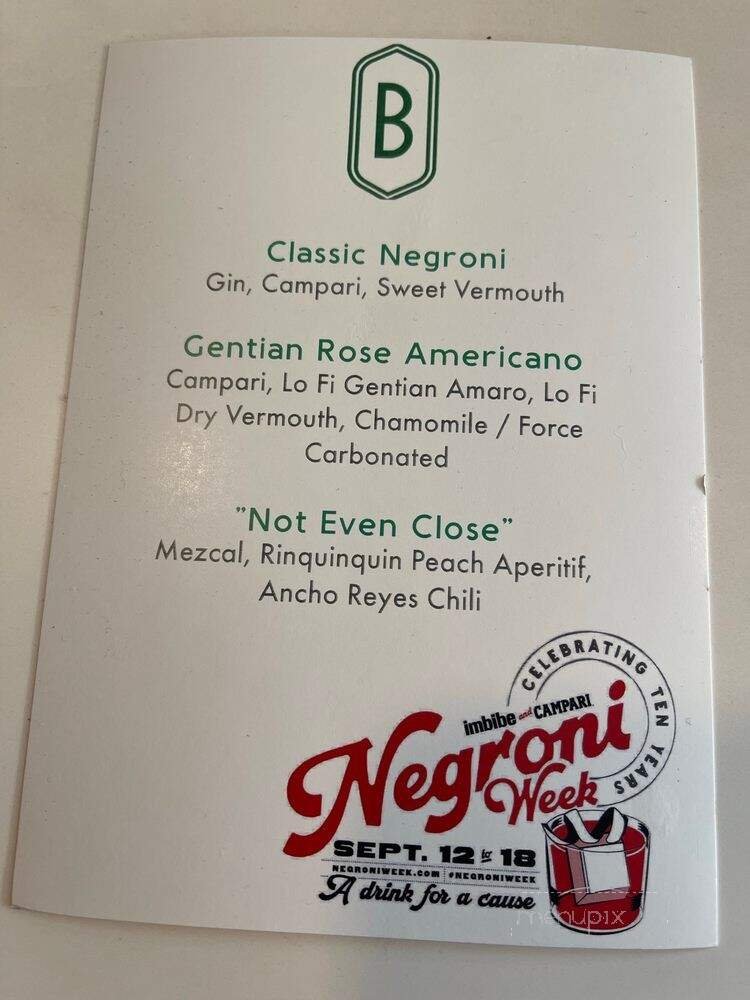 B
Classic Negroni
Gin, Campari, Sweet Vermouth
Gentian Rose Americano
Campari, Lo Fi Gentian Amaro, Lo Fi
Dry Vermouth, Chamomile / Force
Carbonated
"Not Even Close"
Mezcal, Rinquinquin Peach Aperitif,
Ancho Reyes Chili
CELEBRATING TEN YEARS
imbibe and CAMPARI
Negroni
Week
SEPT. 12 to 18
NEGRONIWEEK.COM | #NEGRONIWEEK
A drink for a cause
menupix